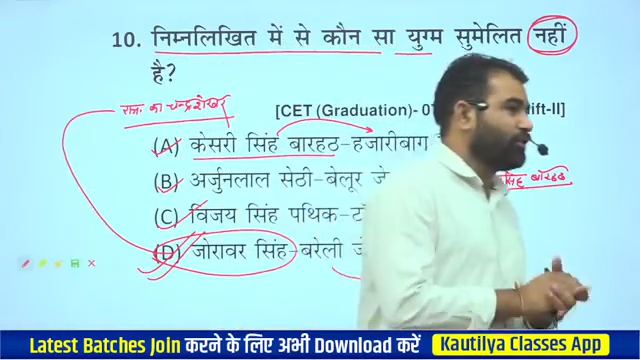 10. निम्नलिखित में से कौन सा युग्म सुमेलित नहीं
है?
राज. का चन्द्रशेखर
[CET (Graduation)- 0
ift-II]
(A) केसरी सिंह बारहठ-हजारीबाग
(B) अर्जुनलाल सेठी-बेलूर जे
सिंह बारहठ
(C) विजय सिंह पथिक-टॉ
(D) जोरावर सिंह-बरेली जे
Latest Batches Join करने के लिए अभी Download करें Kautilya Classes App